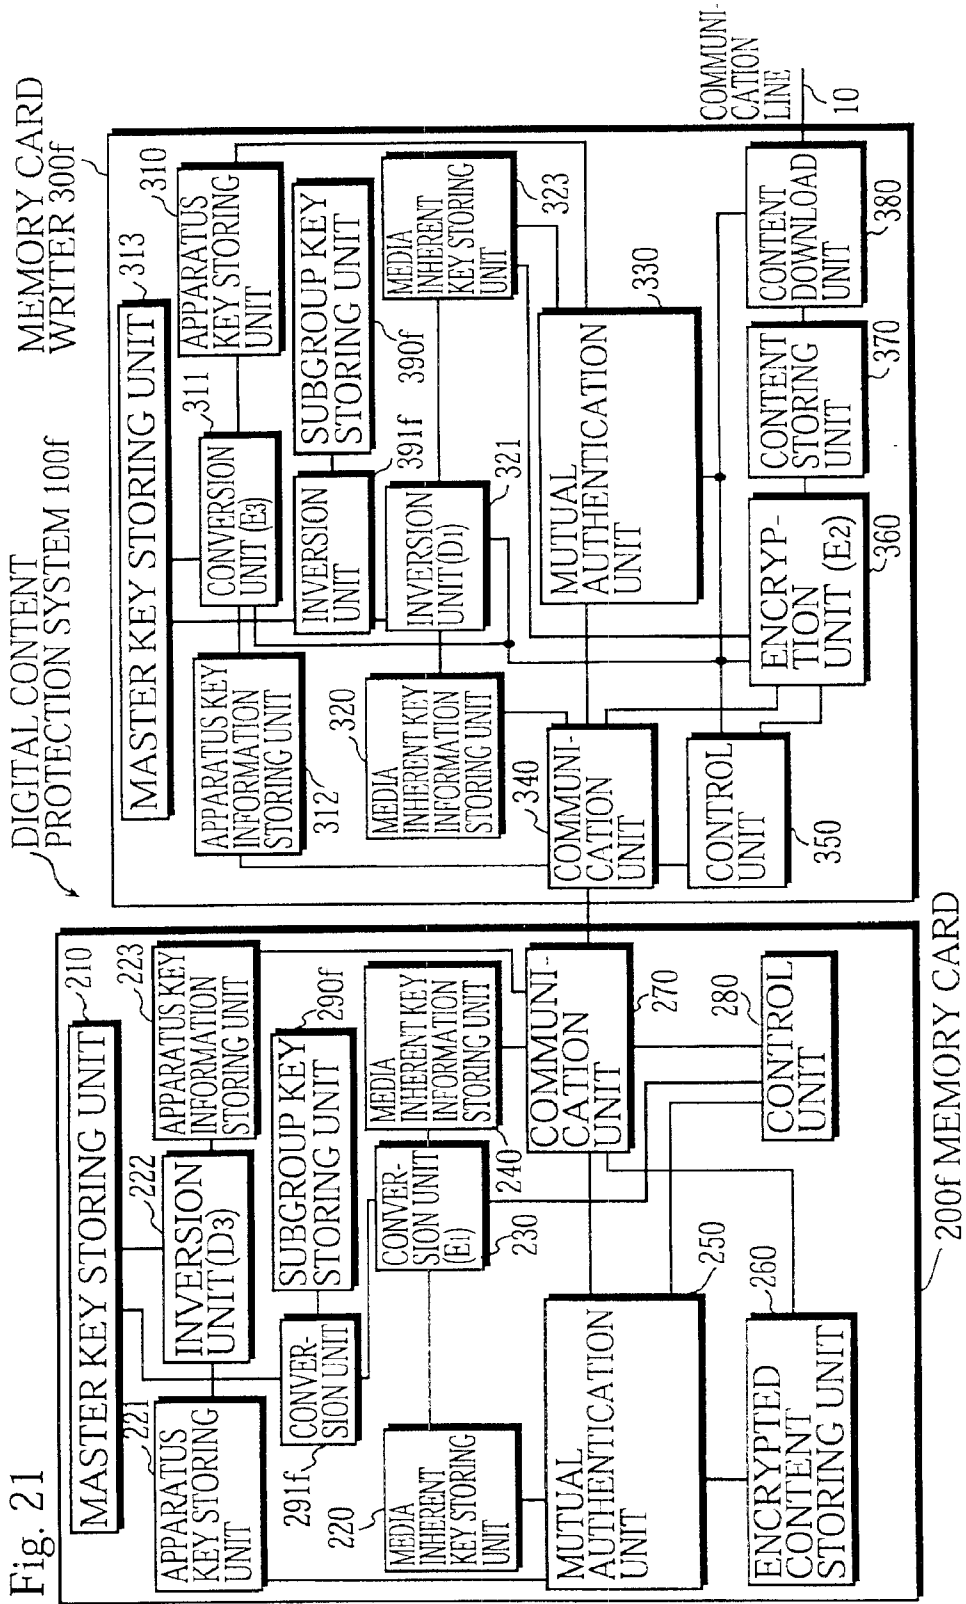 Fig. 21
DIGITAL CONTENT
PROTECTION SYSTEM 100f
MASTER KEY STORING UNIT
210
APPARATUS
KEY STORING
UNIT
221
INVERSION
UNIT(D3)
222
APPARATUS KEY
INFORMATION
STORING UNIT
223
CONVER-
SION UNIT
291f
SUBGROUP KEY
STORING UNIT
290f
MEDIA
INHERENT
KEY STORING
UNIT
220
CONVER-
SION UNIT
(E1)
230
MEDIA
INHERENT KEY
INFORMATION
STORING UNIT
240
MUTUAL
AUTHENTICATION
UNIT
250
COMMUNI-
CATION
UNIT
270
ENCRYPTED
CONTENT
STORING UNIT
260
CONTROL
UNIT
280
200f MEMORY CARD
MEMORY CARD
WRITER 300f
MASTER KEY STORING UNIT
313
APPARATUS KEY
INFORMATION
STORING UNIT
312
CONVERSION
UNIT (E3)
311
APPARATUS
KEY STORING
UNIT
310
INVERSION
UNIT
391f
SUBGROUP KEY
STORING UNIT
390f
MEDIA
INHERENT KEY
INFORMATION
STORING UNIT
320
INVERSION
UNIT(D1)
321
MEDIA
INHERENT
KEY STORING
UNIT
323
COMMUNI-
CATION
UNIT
340
MUTUAL
AUTHENTICATION
UNIT
330
CONTROL
UNIT
350
ENCRYP-
TION
UNIT (E2)
360
CONTENT
STORING
UNIT
370
CONTENT
DOWNLOAD
UNIT
380
COMMUNI-
CATION
LINE
10